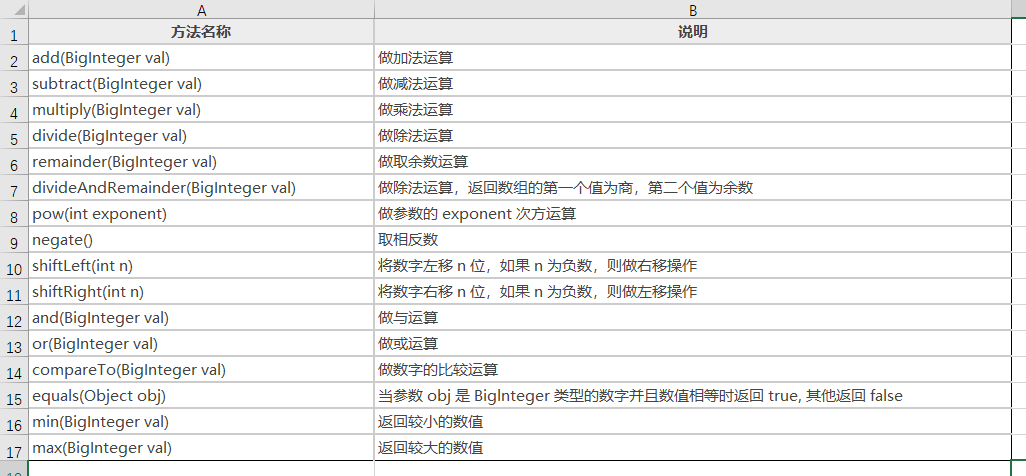 A B
1 方法名称 说明
2 add(BigInteger val) 做加法运算
3 subtract(BigInteger val) 做减法运算
4 multiply(BigInteger val) 做乘法运算
5 divide(BigInteger val) 做除法运算
6 remainder(BigInteger val) 做取余数运算
7 divideAndRemainder(BigInteger val) 做除法运算，返回数组的第一个值为商，第二个值为余数
8 pow(int exponent) 做参数的 exponent 次方运算
9 negate() 取相反数
10 shiftLeft(int n) 将数字左移 n 位，如果 n 为负数，则做右移操作
11 shiftRight(int n) 将数字右移 n 位，如果 n 为负数，则做左移操作
12 and(BigInteger val) 做与运算
13 or(BigInteger val) 做或运算
14 compareTo(BigInteger val) 做数字的比较运算
15 equals(Object obj) 当参数 obj 是 BigInteger 类型的数字并且数值相等时返回 true, 其他返回 false
16 min(BigInteger val) 返回较小的数值
17 max(BigInteger val) 返回较大的数值